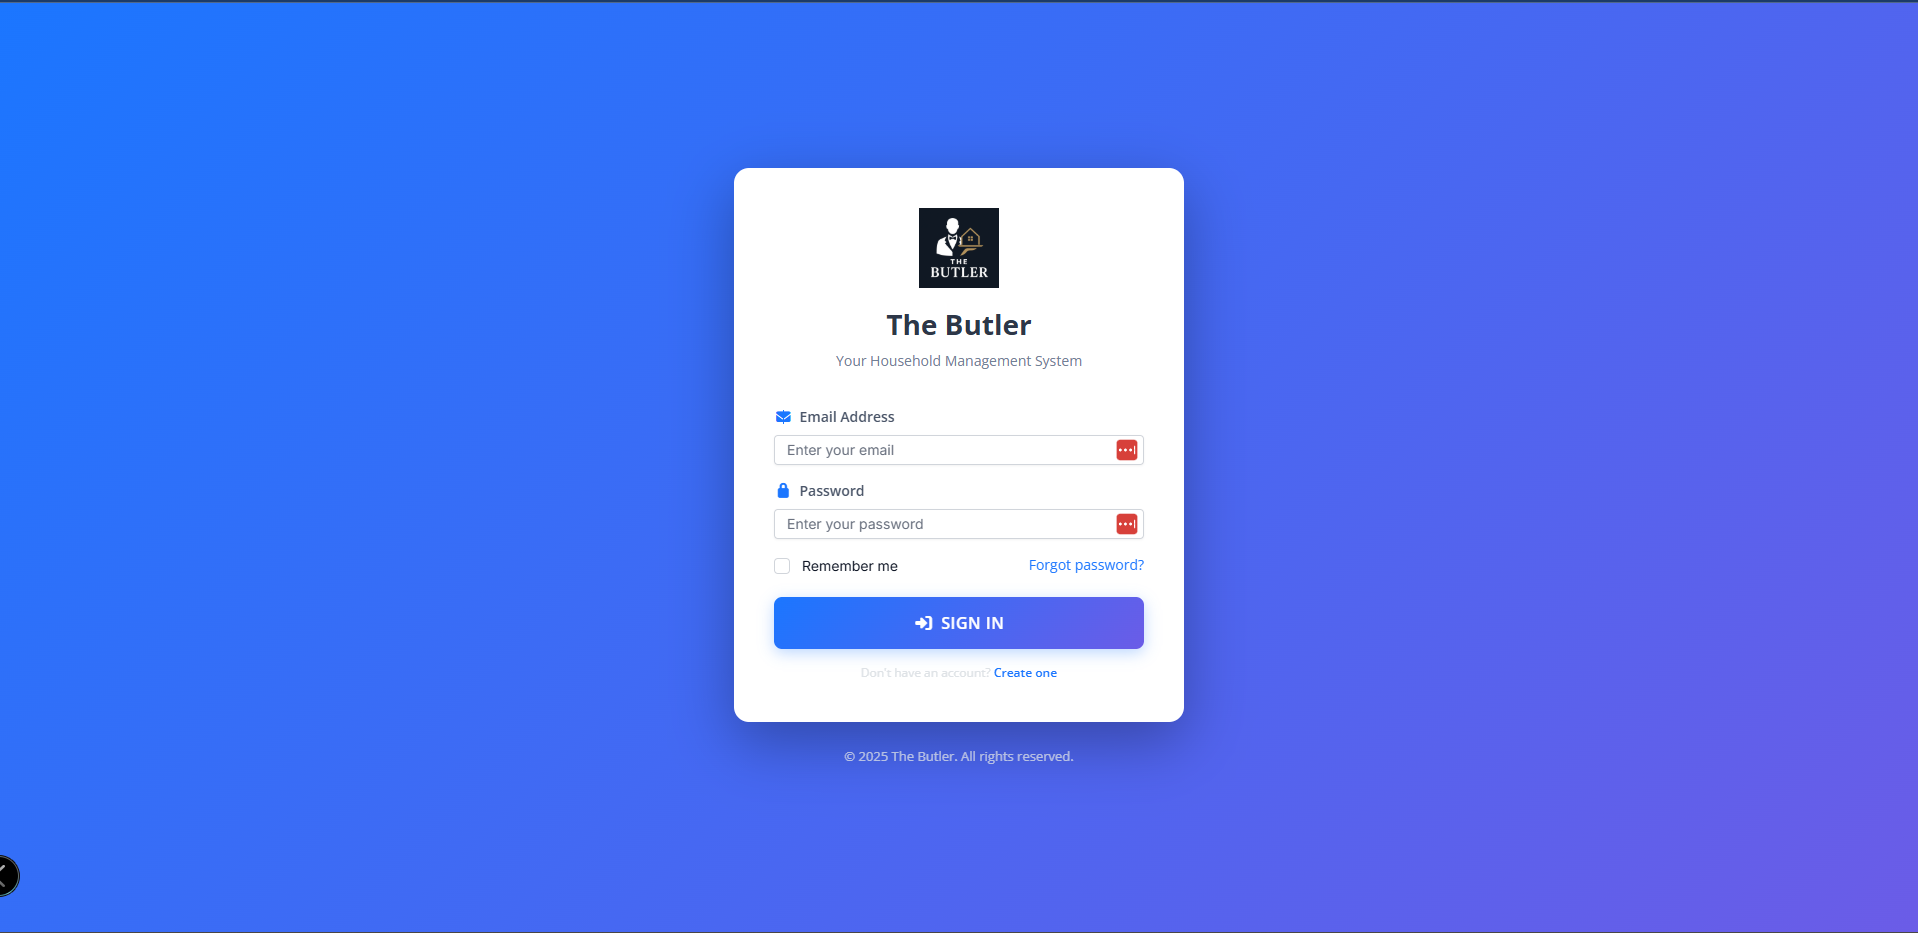 THE
BUTLER
The Butler
Your Household Management System
Email Address
Enter your email
Password
Enter your password
Remember me
Forgot password?
SIGN IN
Don't have an account? Create one
© 2025 The Butler. All rights reserved.